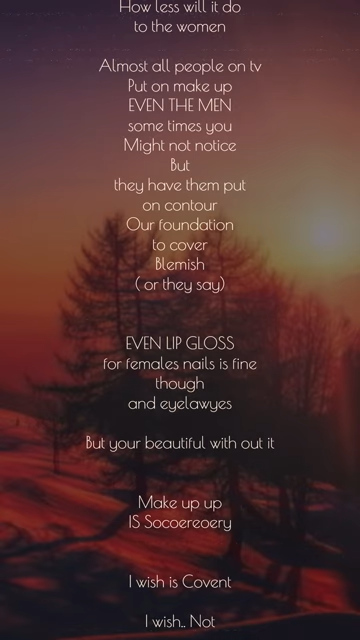 How less will it do
to the women
Almost all people on tv
Put on make up
EVEN THE MEN
some times you
Might not notice
But
they have them put
on contour
Our foundation
to cover
Blemish
( or they say)
EVEN LIP GLOSS
for females nails is fine
though
and eyelawyes
But your beautiful with out it
Make up up
IS Socoereoery
I wish is Covent
I wish.. Not